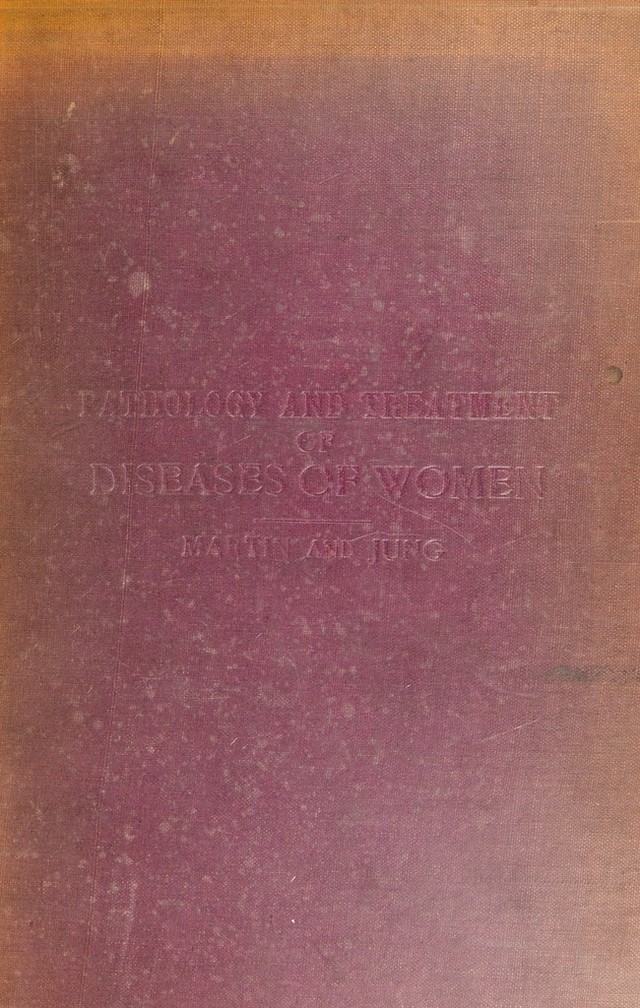 PATHOLOGY AND TREATMENT
OF
DISEASES OF WOMEN
MARTIN AND JUNG